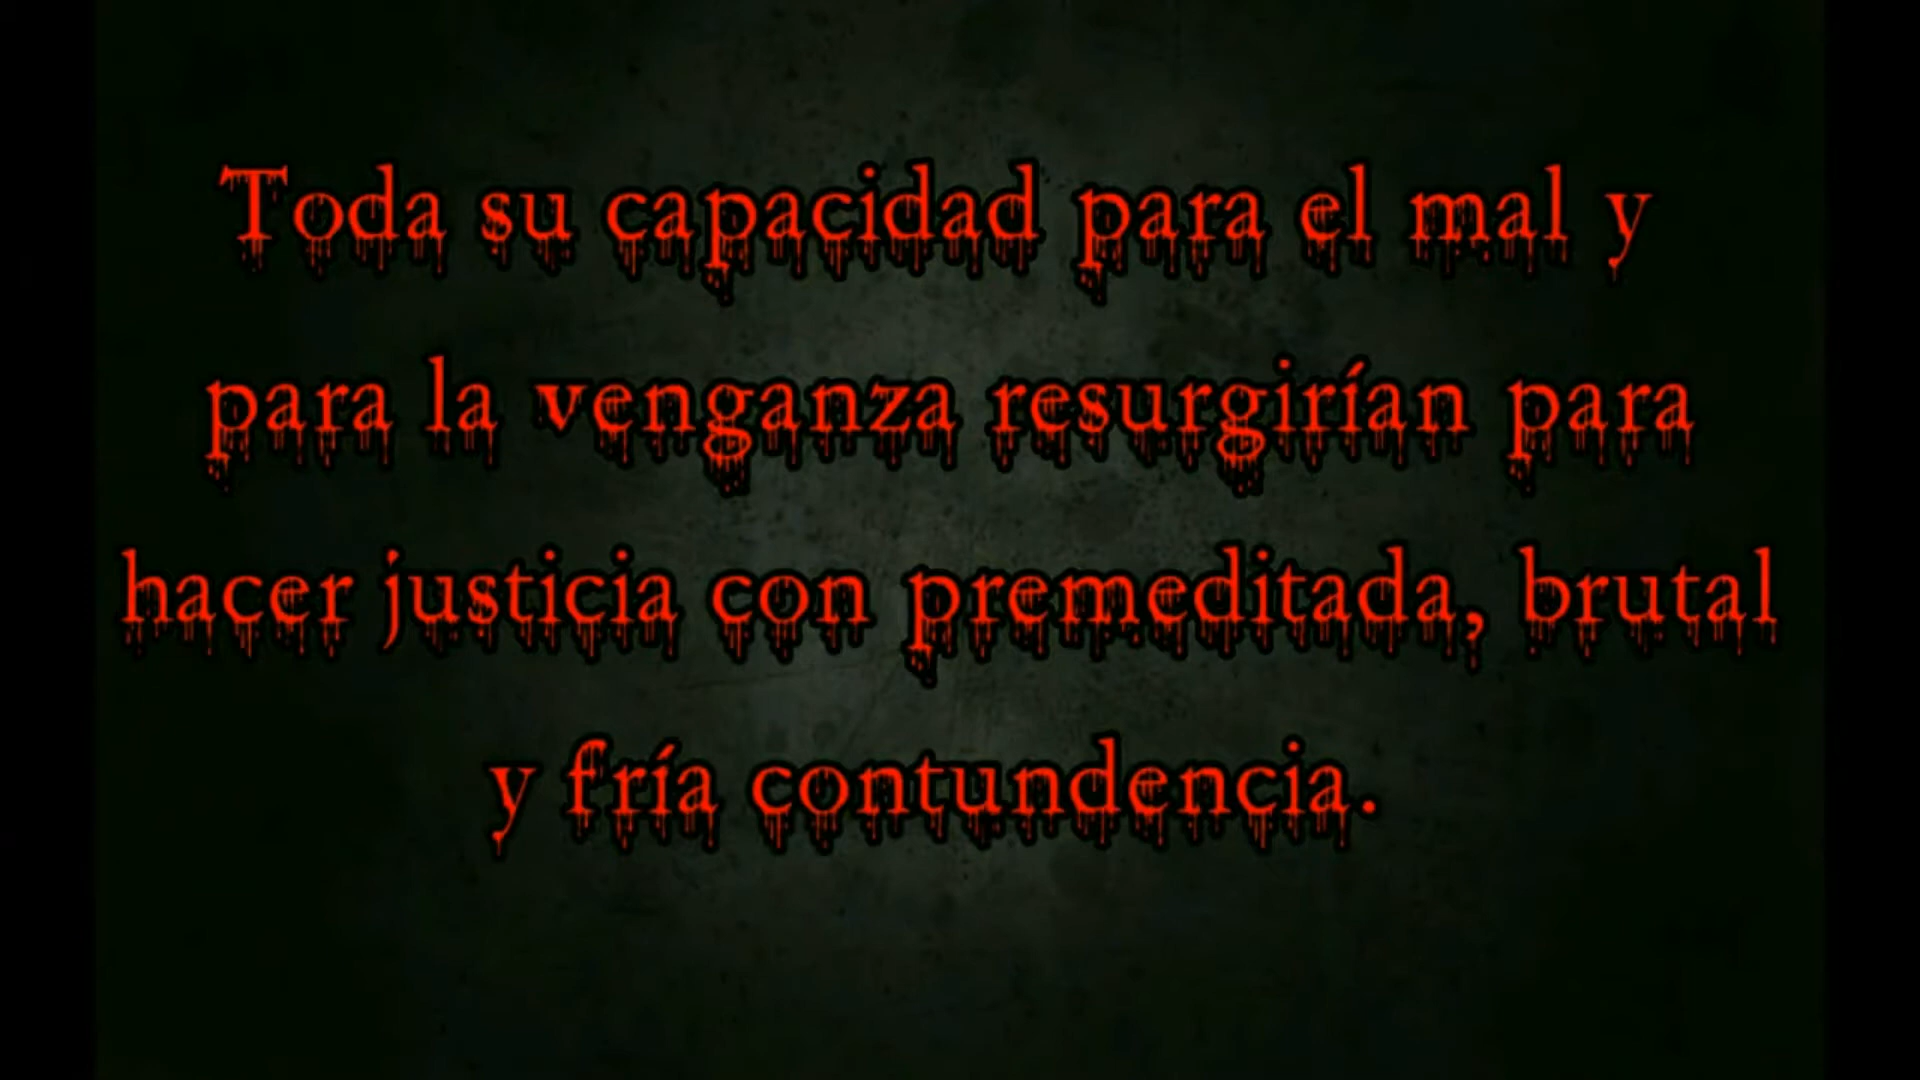 Toda su capacidad para el mal y
para la venganza resurgirían para
hacer justicia con premeditada, brutal
y fría contundencia.